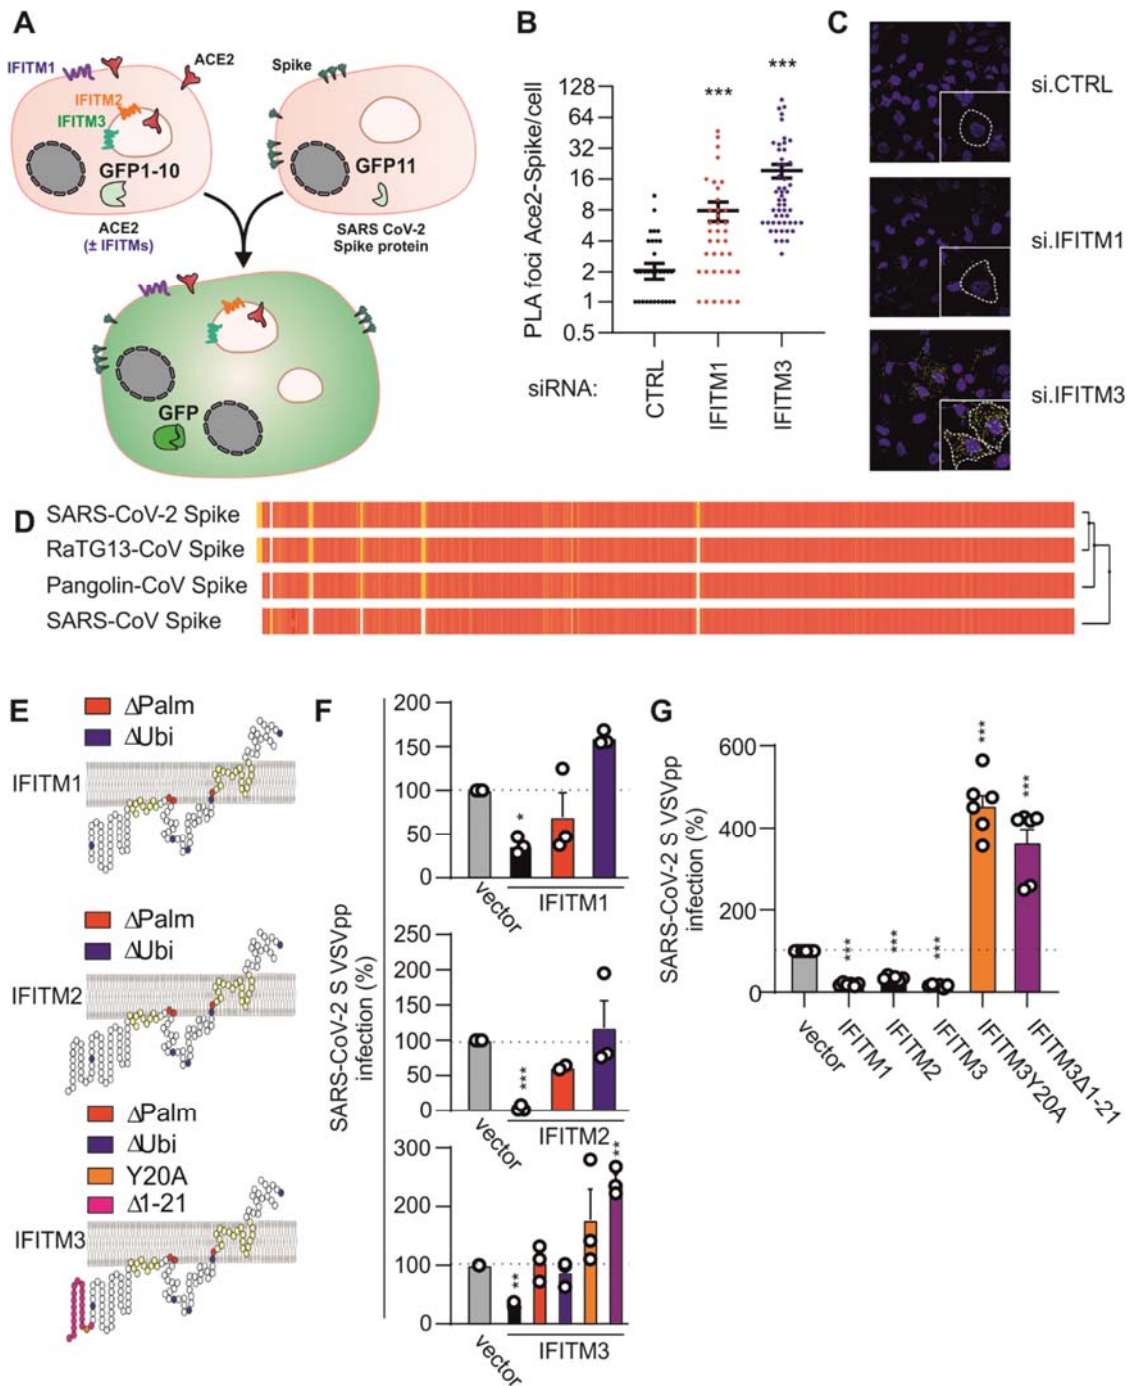 A
IFITM1
ACE2
IFITM2
IFITM3
GFP1-10
ACE2
(± IFITMs)
Spike
GFP11
SARS CoV-2
Spike protein
GFP
B
PLA foci Ace2-Spike/cell
128
64
32
16
8
4
2
1
0.5
***
***
siRNA:
CTRL
IFITM1
IFITM3
C
si.CTRL
si.IFITM1
si.IFITM3
D
SARS-CoV-2 Spike
RaTG13-CoV Spike
Pangolin-CoV Spike
SARS-CoV Spike
E
ΔPalm
ΔUbi
IFITM1
ΔPalm
ΔUbi
IFITM2
ΔPalm
ΔUbi
Y20A
Δ1-21
IFITM3
F
SARS-CoV-2 S VSVpp
infection (%)
200
150
100
50
0
*
vector
IFITM1
250
200
150
100
50
0
***
vector
IFITM2
300
200
100
0
**
**
vector
IFITM3
G
SARS-CoV-2 S VSVpp
infection (%)
600
400
200
0
***
***
***
***
***
vector
IFITM1
IFITM2
IFITM3
IFITM3Y20A
IFITM3Δ1-21